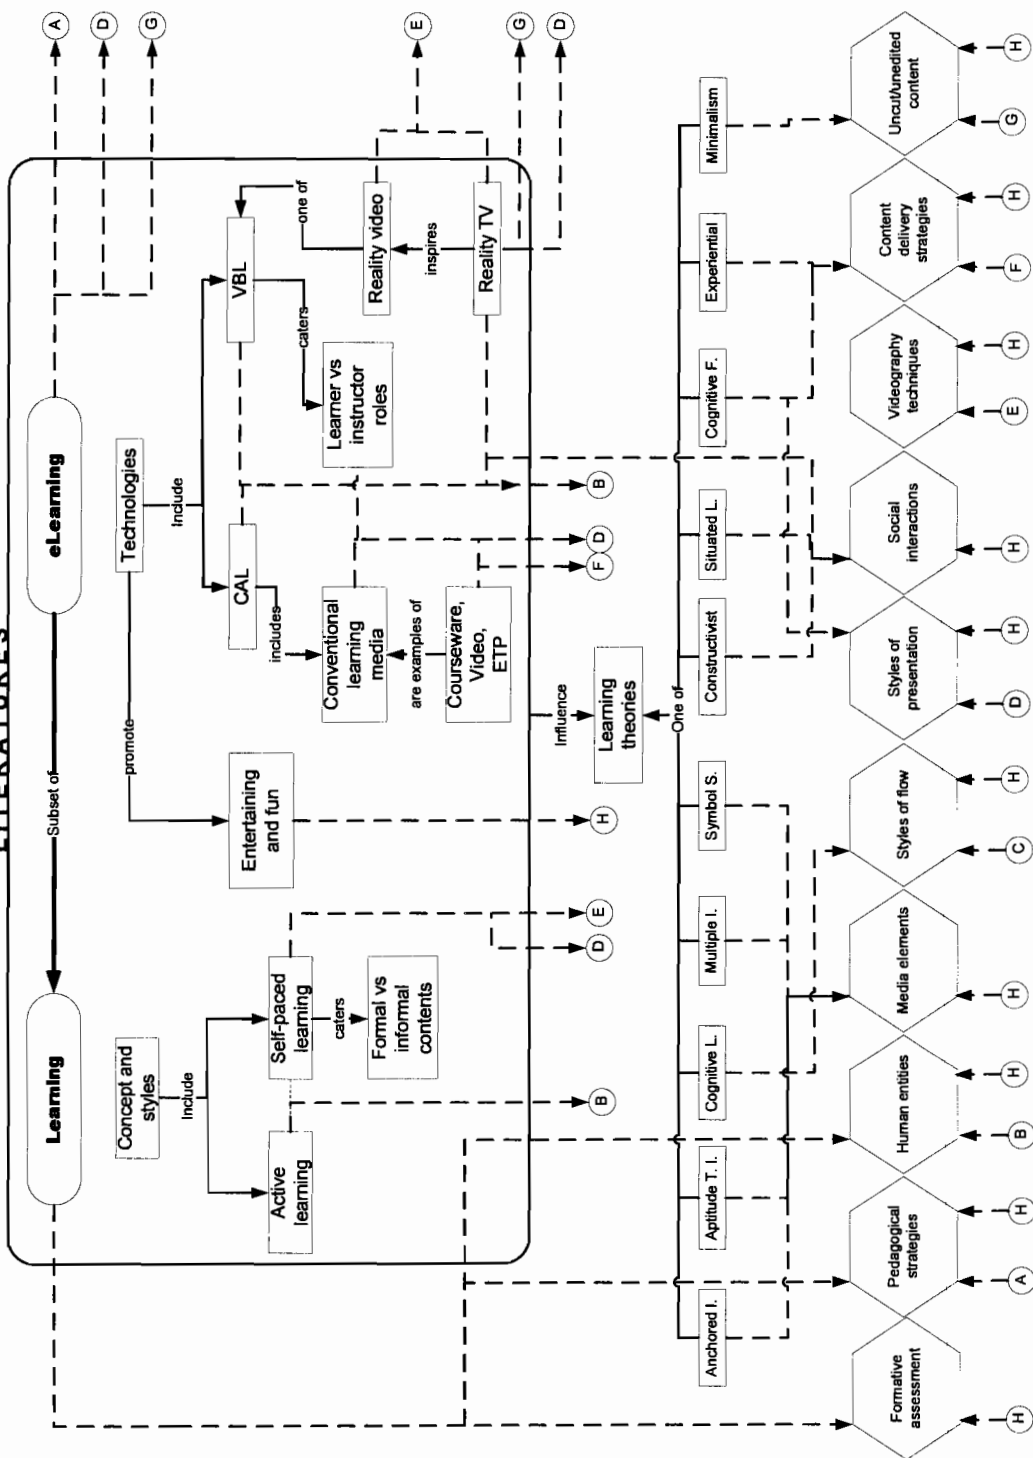 LITERATURES
Learning
Subset of
eLearning
A
D
G
Concept and
styles
Include
Active
learning
Self-paced
learning
caters
Formal vs
informal
contents
B
D
E
Technologies
promote
Include
Entertaining
and fun
H
CAL
includes
Conventional
learning
media
are examples of
Courseware,
Video,
ETP
VBL
caters
Learner vs
instructor
roles
one of
Reality video
inspires
Reality TV
E
G
D
F
D
B
Influence
Learning
theories
One of
Anchored I.
Aptitude T. I.
Cognitive L.
Multiple I.
Symbol S.
Constructivist
Situated L.
Cognitive F.
Experiential
Minimalism
Formative
assessment
Pedagogical
strategies
Human entities
Media elements
Styles of flow
Styles of
presentation
Social
interactions
Videography
techniques
Content
delivery
strategies
Uncut/unedited
content
H
A
H
B
H
H
C
H
D
H
H
E
H
F
H
G
H